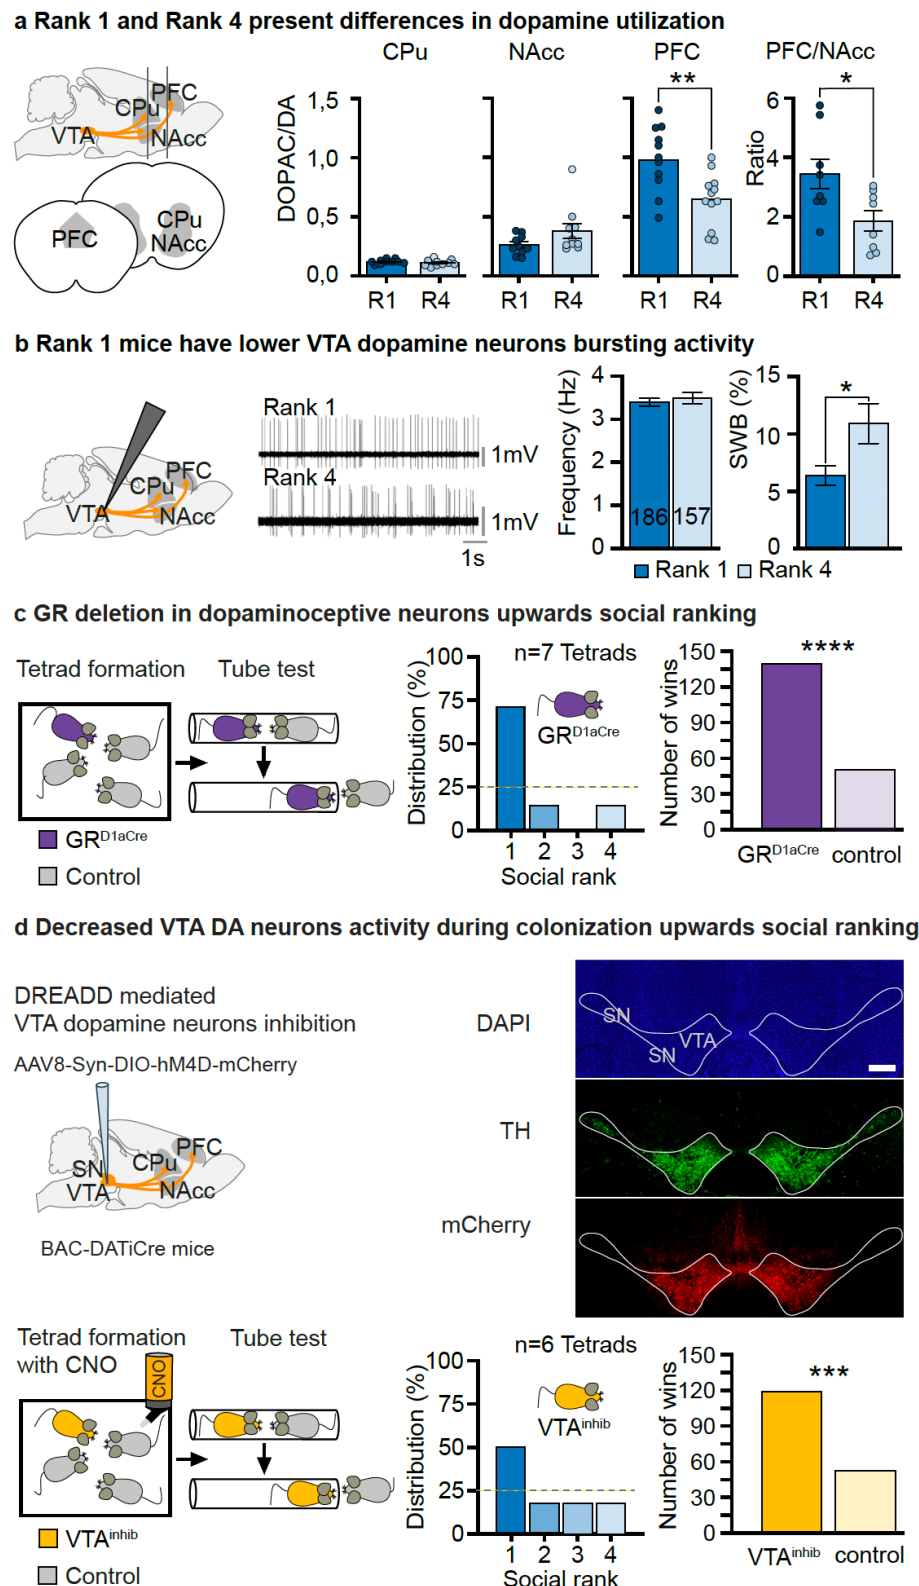 a Rank 1 and Rank 4 present differences in dopamine utilization
CPu
NAcc
PFC
PFC/NAcc
PFC
CPu
VTA
NAcc
PFC
CPu
NAcc
DOPAC/DA
1,5
1,0
0,5
0,0
R1 R4
R1 R4
**
R1 R4
Ratio
6
4
2
0
*
R1 R4
b Rank 1 mice have lower VTA dopamine neurons bursting activity
PFC
CPu
VTA
NAcc
Rank 1
1mV
Rank 4
1mV
1s
Frequency (Hz)
4
3
2
1
0
186 157
SWB (%)
15
10
5
0
*
Rank 1 Rank 4
c GR deletion in dopaminoceptive neurons upwards social ranking
Tetrad formation
Tube test
GRD1aCre
Control
Distribution (%)
100
75
50
25
0
n=7 Tetrads
GRD1aCre
1 2 3 4
Social rank
Number of wins
150
120
90
60
30
0
****
GRD1aCre control
d Decreased VTA DA neurons activity during colonization upwards social ranking
DREADD mediated
VTA dopamine neurons inhibition
AAV8-Syn-DIO-hM4D-mCherry
PFC
CPu
SN
VTA
NAcc
BAC-DATiCre mice
DAPI
SN
VTA
SN
TH
mCherry
Tetrad formation
with CNO
CNO
Tube test
VTAinhib
Control
Distribution (%)
100
75
50
25
0
n=6 Tetrads
VTAinhib
1 2 3 4
Social rank
Number of wins
150
120
90
60
30
0
***
VTAinhib control